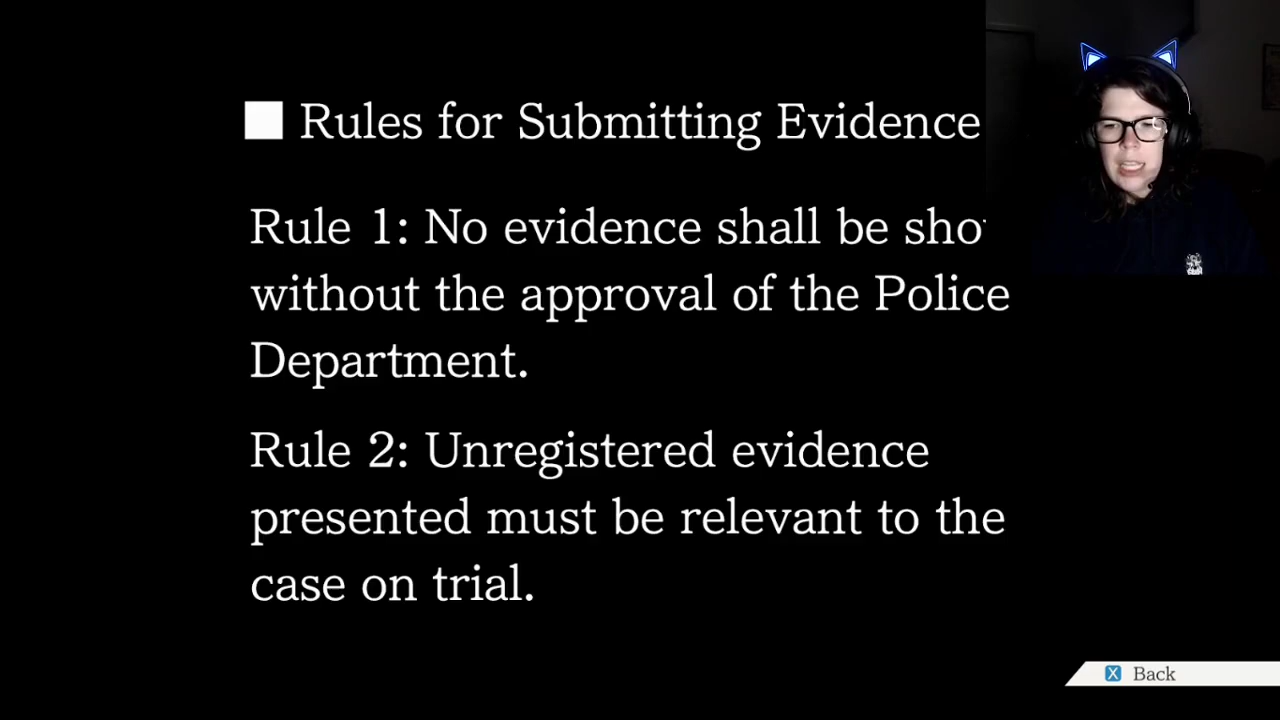 ■ Rules for Submitting Evidence
Rule 1: No evidence shall be
without the approval of the Police
Department.
Rule 2: Unregistered evidence
presented must be relevant to the
case on trial.
X Back